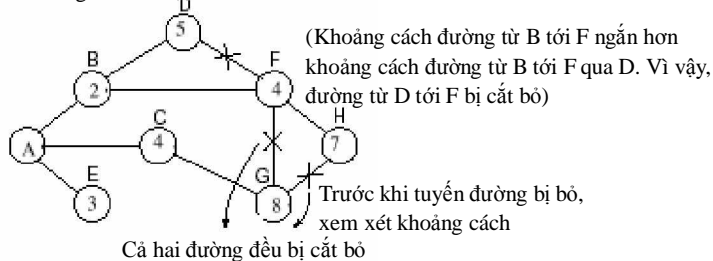 D
5
(Khoảng cách đường từ B tới F ngắn hơn
khoảng cách đường từ B tới F qua D. Vì vậy,
đường từ D tới F bị cắt bỏ)
B
F
2
4
C
H
A
4
7
E
G
3
8
Trước khi tuyến đường bị bỏ,
xem xét khoảng cách
Cả hai đường đều bị cắt bỏ